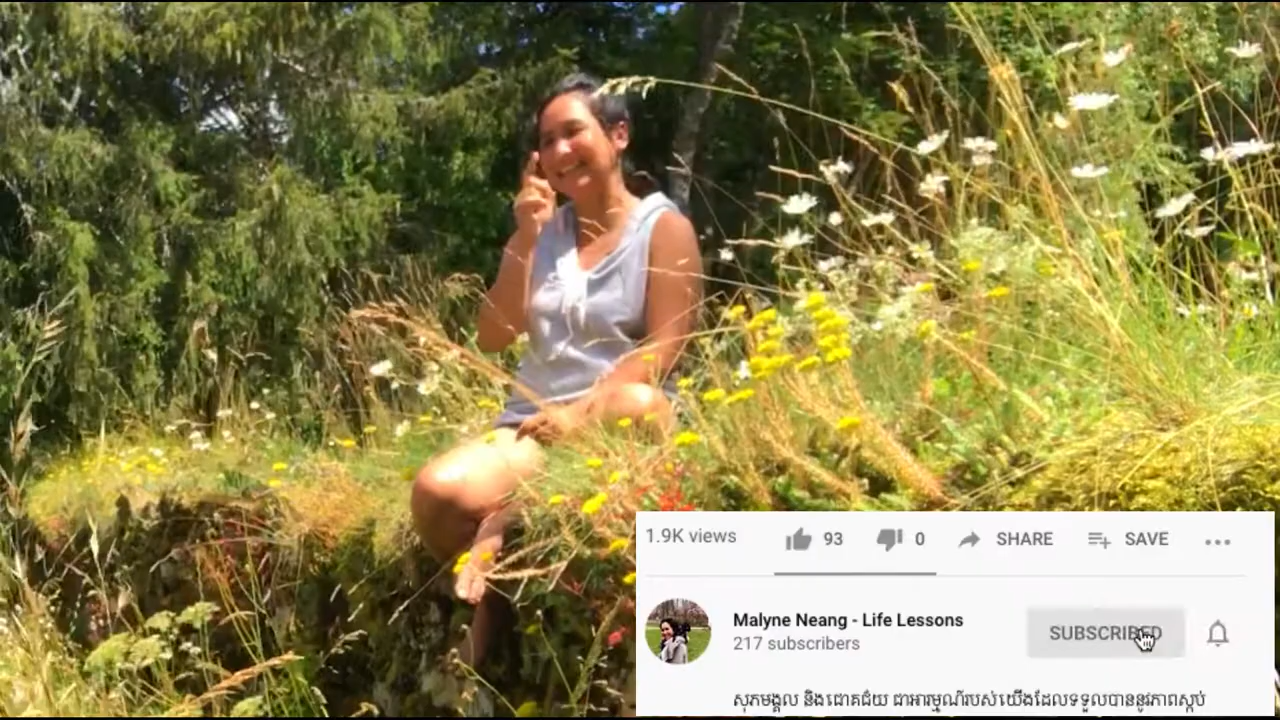 1.9K views 93 0 SHARE SAVE
Malyne Neang - Life Lessons
217 subscribers
SUBSCRIBED
សុភមង្គល និងជោគជ័យ ជាអារម្មណ៍របស់យើងដែលទទួលបាននូវភាពស្កប់